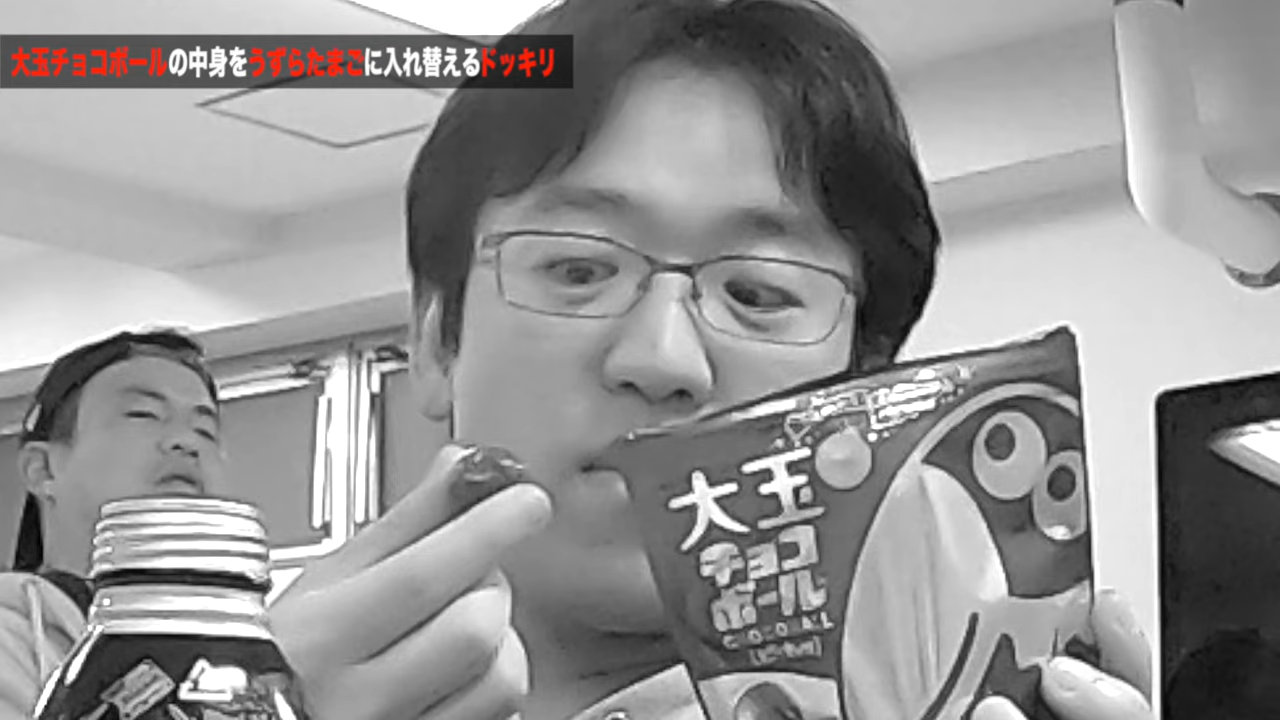 大玉チョコボールの中身をうずらたまごに入れ替えるドッキリ
大玉
チョコ
ボール